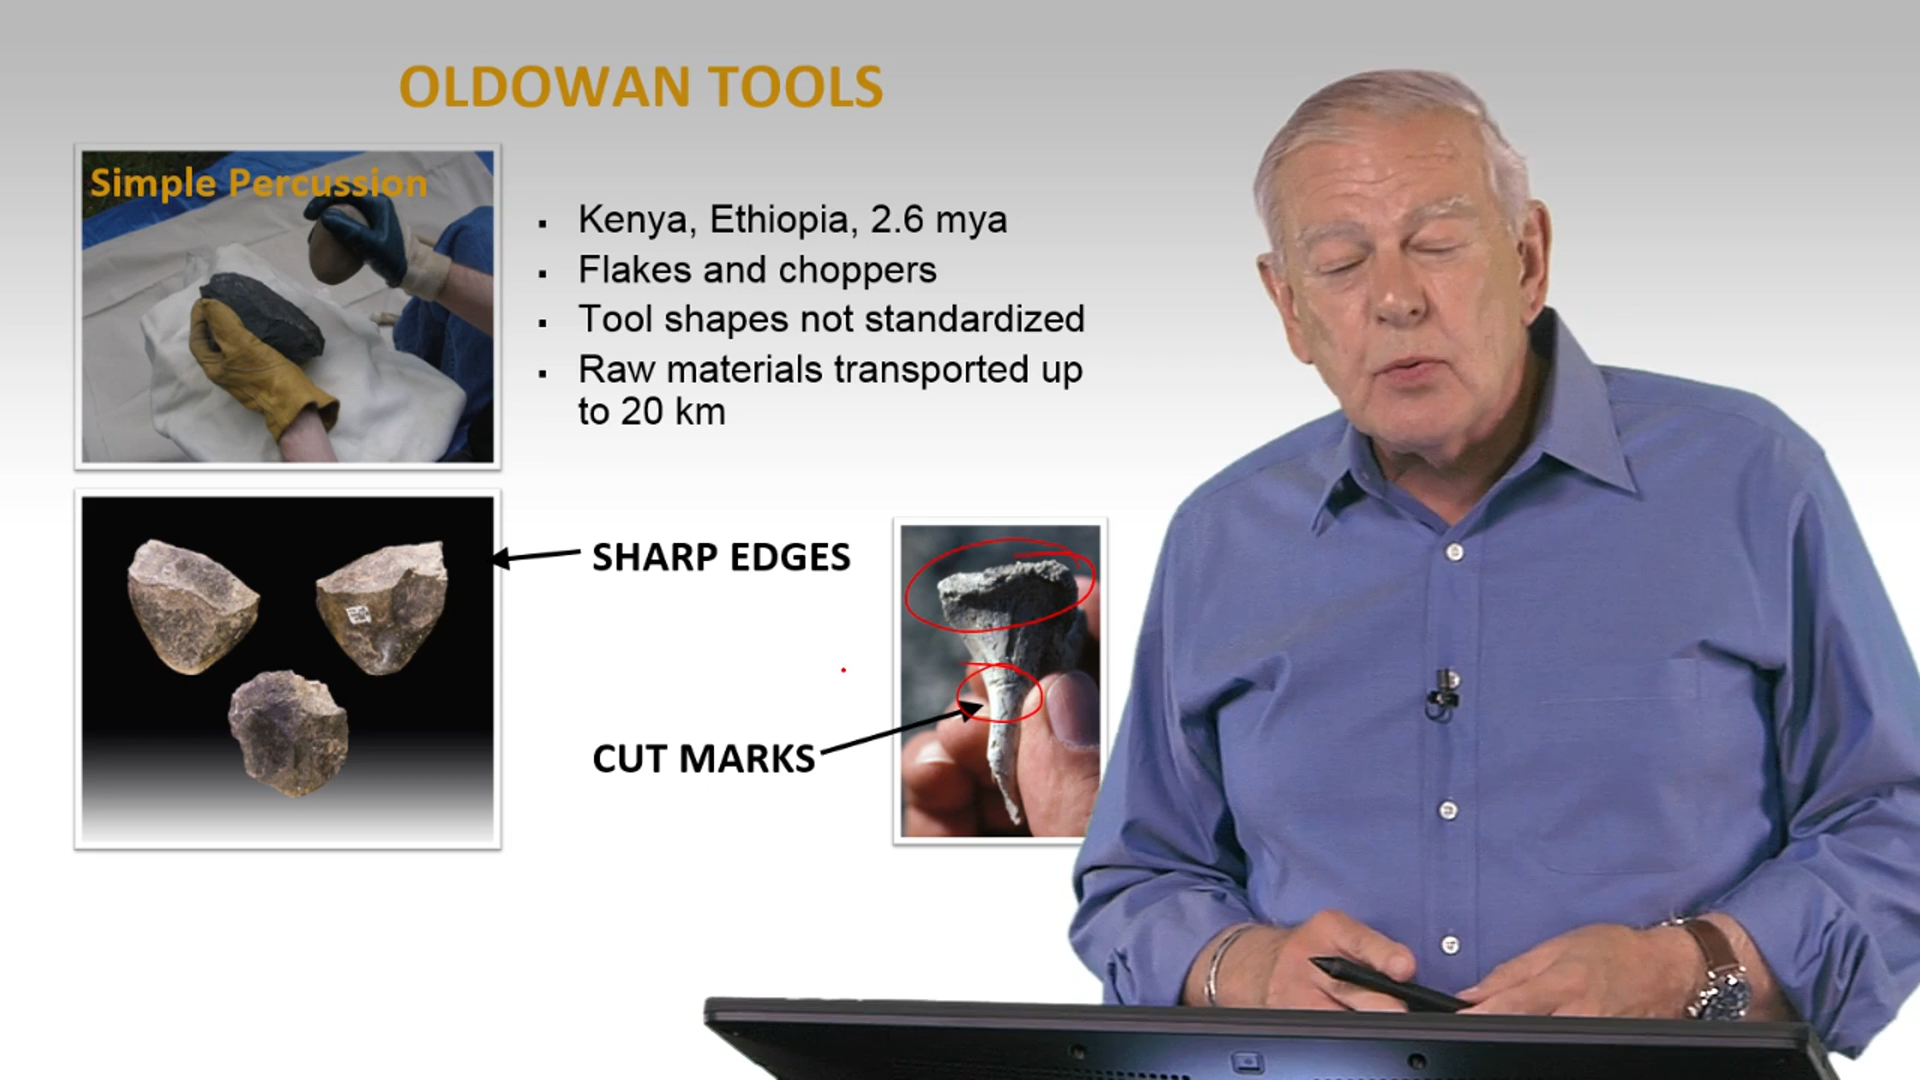 OLDOWAN TOOLS
Simple Percussion
▪ Kenya, Ethiopia, 2.6 mya
▪ Flakes and choppers
▪ Tool shapes not standardized
▪ Raw materials transported up
to 20 km
SHARP EDGES
CUT MARKS